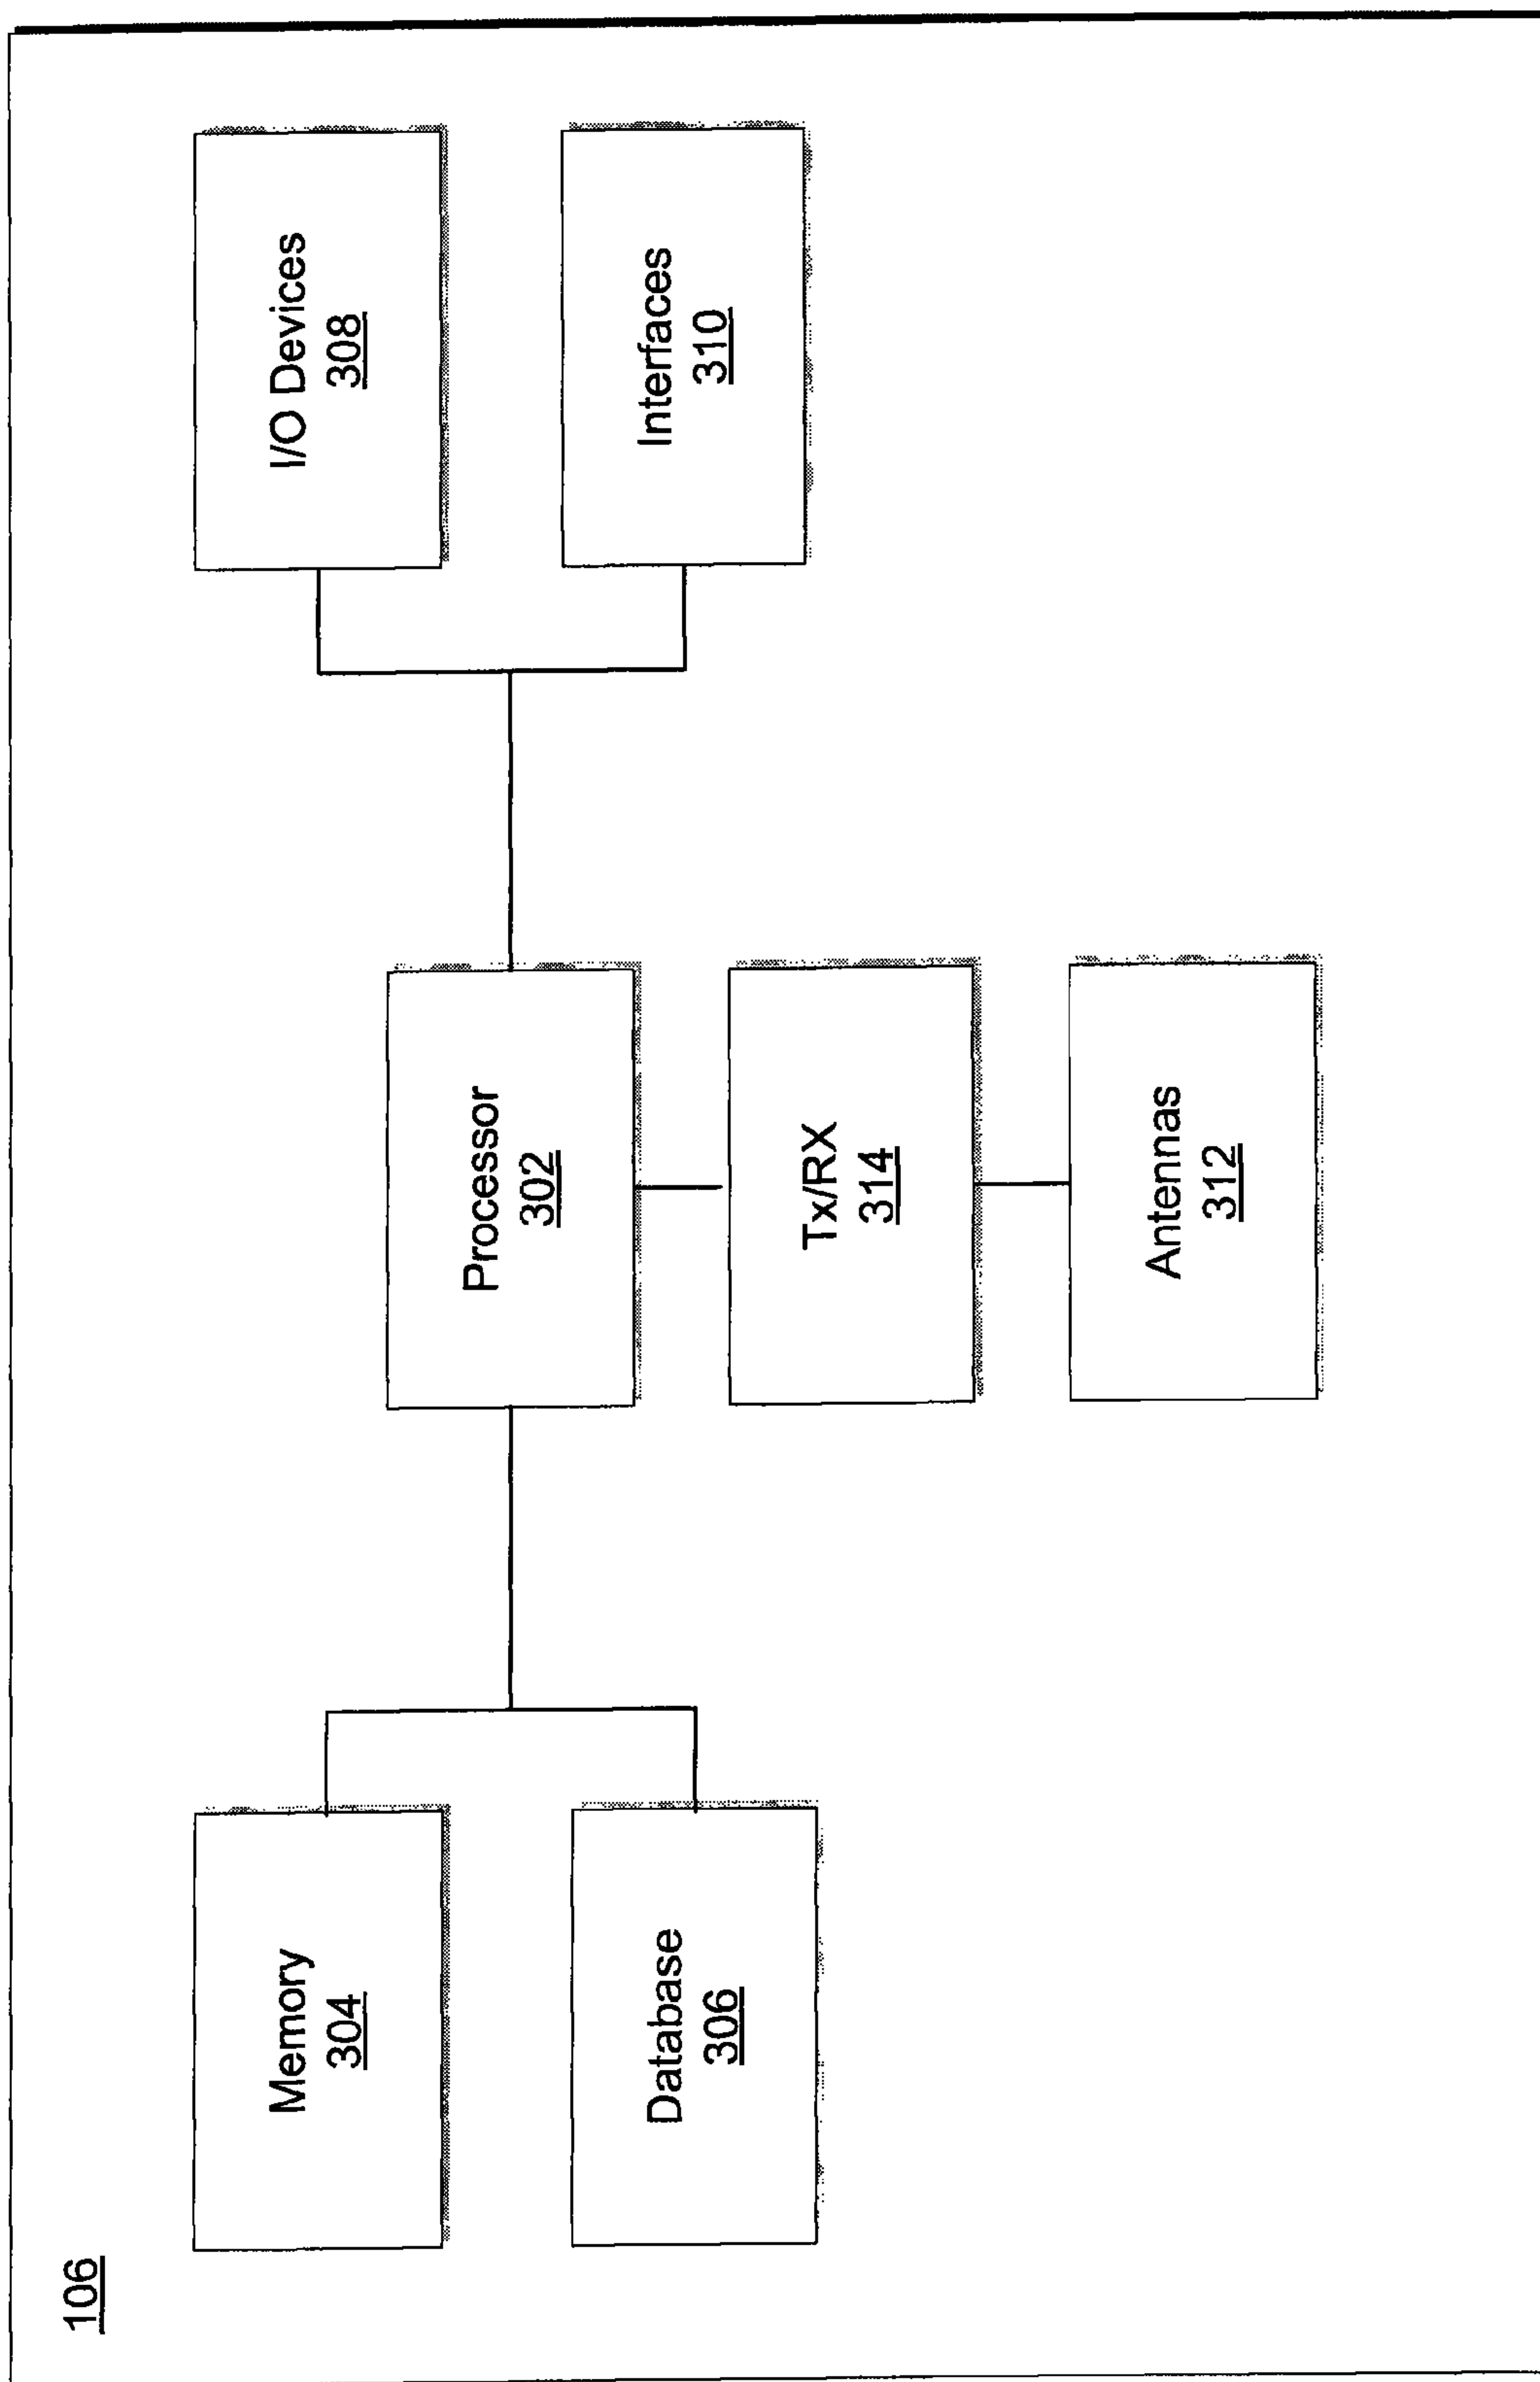 106
Memory
304
Database
306
Processor
302
Tx/RX
314
Antennas
312
I/O Devices
308
Interfaces
310